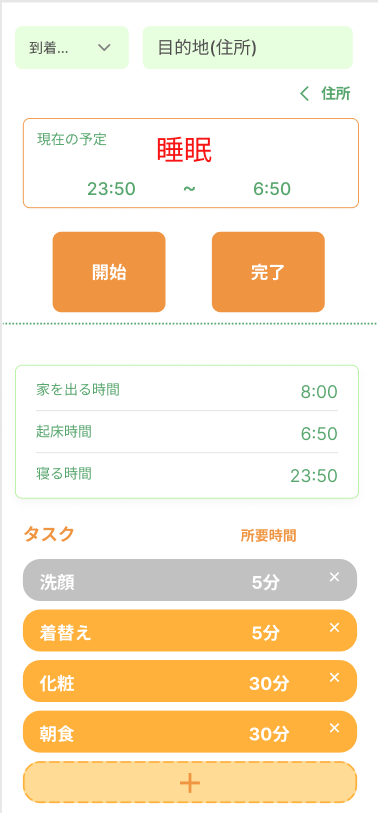 到着... 目的地(住所)
住所
現在の予定
睡眠
23:50 ~ 6:50
開始 完了
家を出る時間 8:00
起床時間 6:50
寝る時間 23:50
タスク 所要時間
洗顔 5分 ×
着替え 5分 ×
化粧 30分 ×
朝食 30分 ×
+